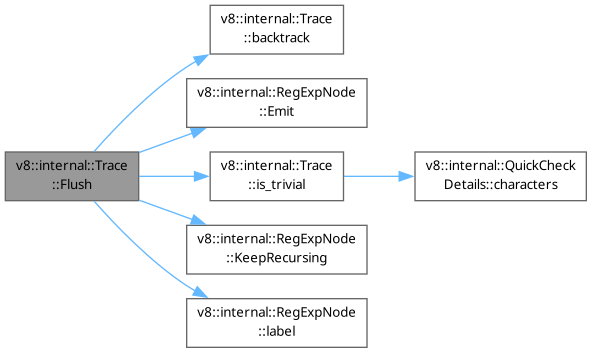 v8::internal::Trace
::backtrack
v8::internal::RegExpNode
::Emit
v8::internal::Trace
::Flush
v8::internal::Trace
::is_trivial
v8::internal::QuickCheck
Details::characters
v8::internal::RegExpNode
::KeepRecursing
v8::internal::RegExpNode
::label